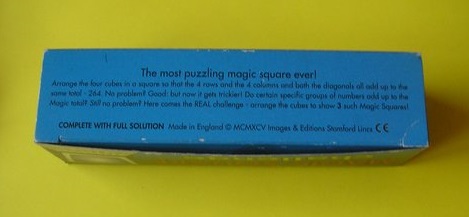 The most puzzling magic square ever!
Arrange the four cubes in a square so that the 4 rows and the 4 columns and both the diagonals all add up to the
same total - 264. No problem? Good: but now it gets trickier! Do certain specific groups of numbers add up to the
Magic total? Still no problem? Here comes the REAL challenge - arrange the cubes to show 3 such Magic Squares!
COMPLETE WITH FULL SOLUTION Made in England © MCMXCV Images & Editions Stamford Lincs CE